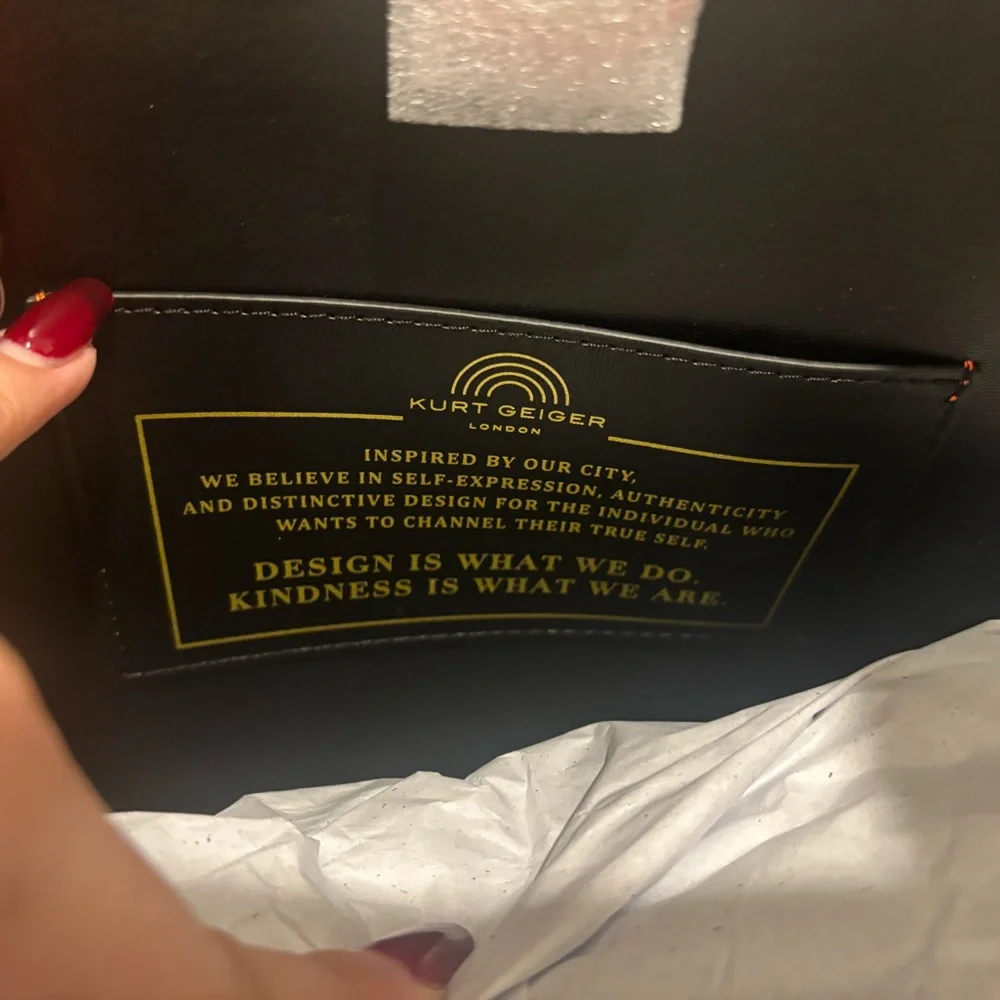 KURT GEIGER
LONDON
INSPIRED BY OUR CITY,
WE BELIEVE IN SELF-EXPRESSION, AUTHENTICITY
AND DISTINCTIVE DESIGN FOR THE INDIVIDUAL WHO
WANTS TO CHANNEL THEIR TRUE SELF.
DESIGN IS WHAT WE DO.
KINDNESS IS WHAT WE ARE.